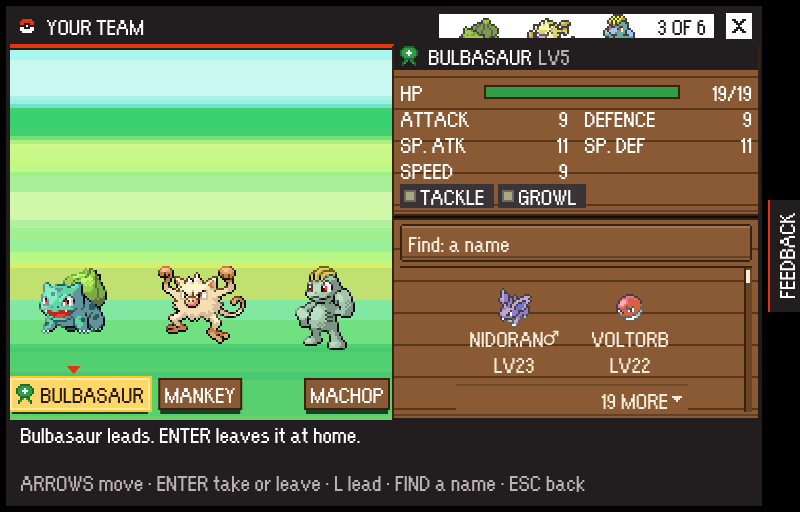 YOUR TEAM
3 OF 6
X
BULBASAUR LV5
HP 19/19
ATTACK 9 DEFENCE 9
SP. ATK 11 SP. DEF 11
SPEED 9
TACKLE GROWL
Find: a name
NIDORAN♂ VOLTORB
LV23 LV22
19 MORE
BULBASAUR MANKEY MACHOP
Bulbasaur leads. ENTER leaves it at home.
ARROWS move · ENTER take or leave · L lead · FIND a name · ESC back
FEEDBACK